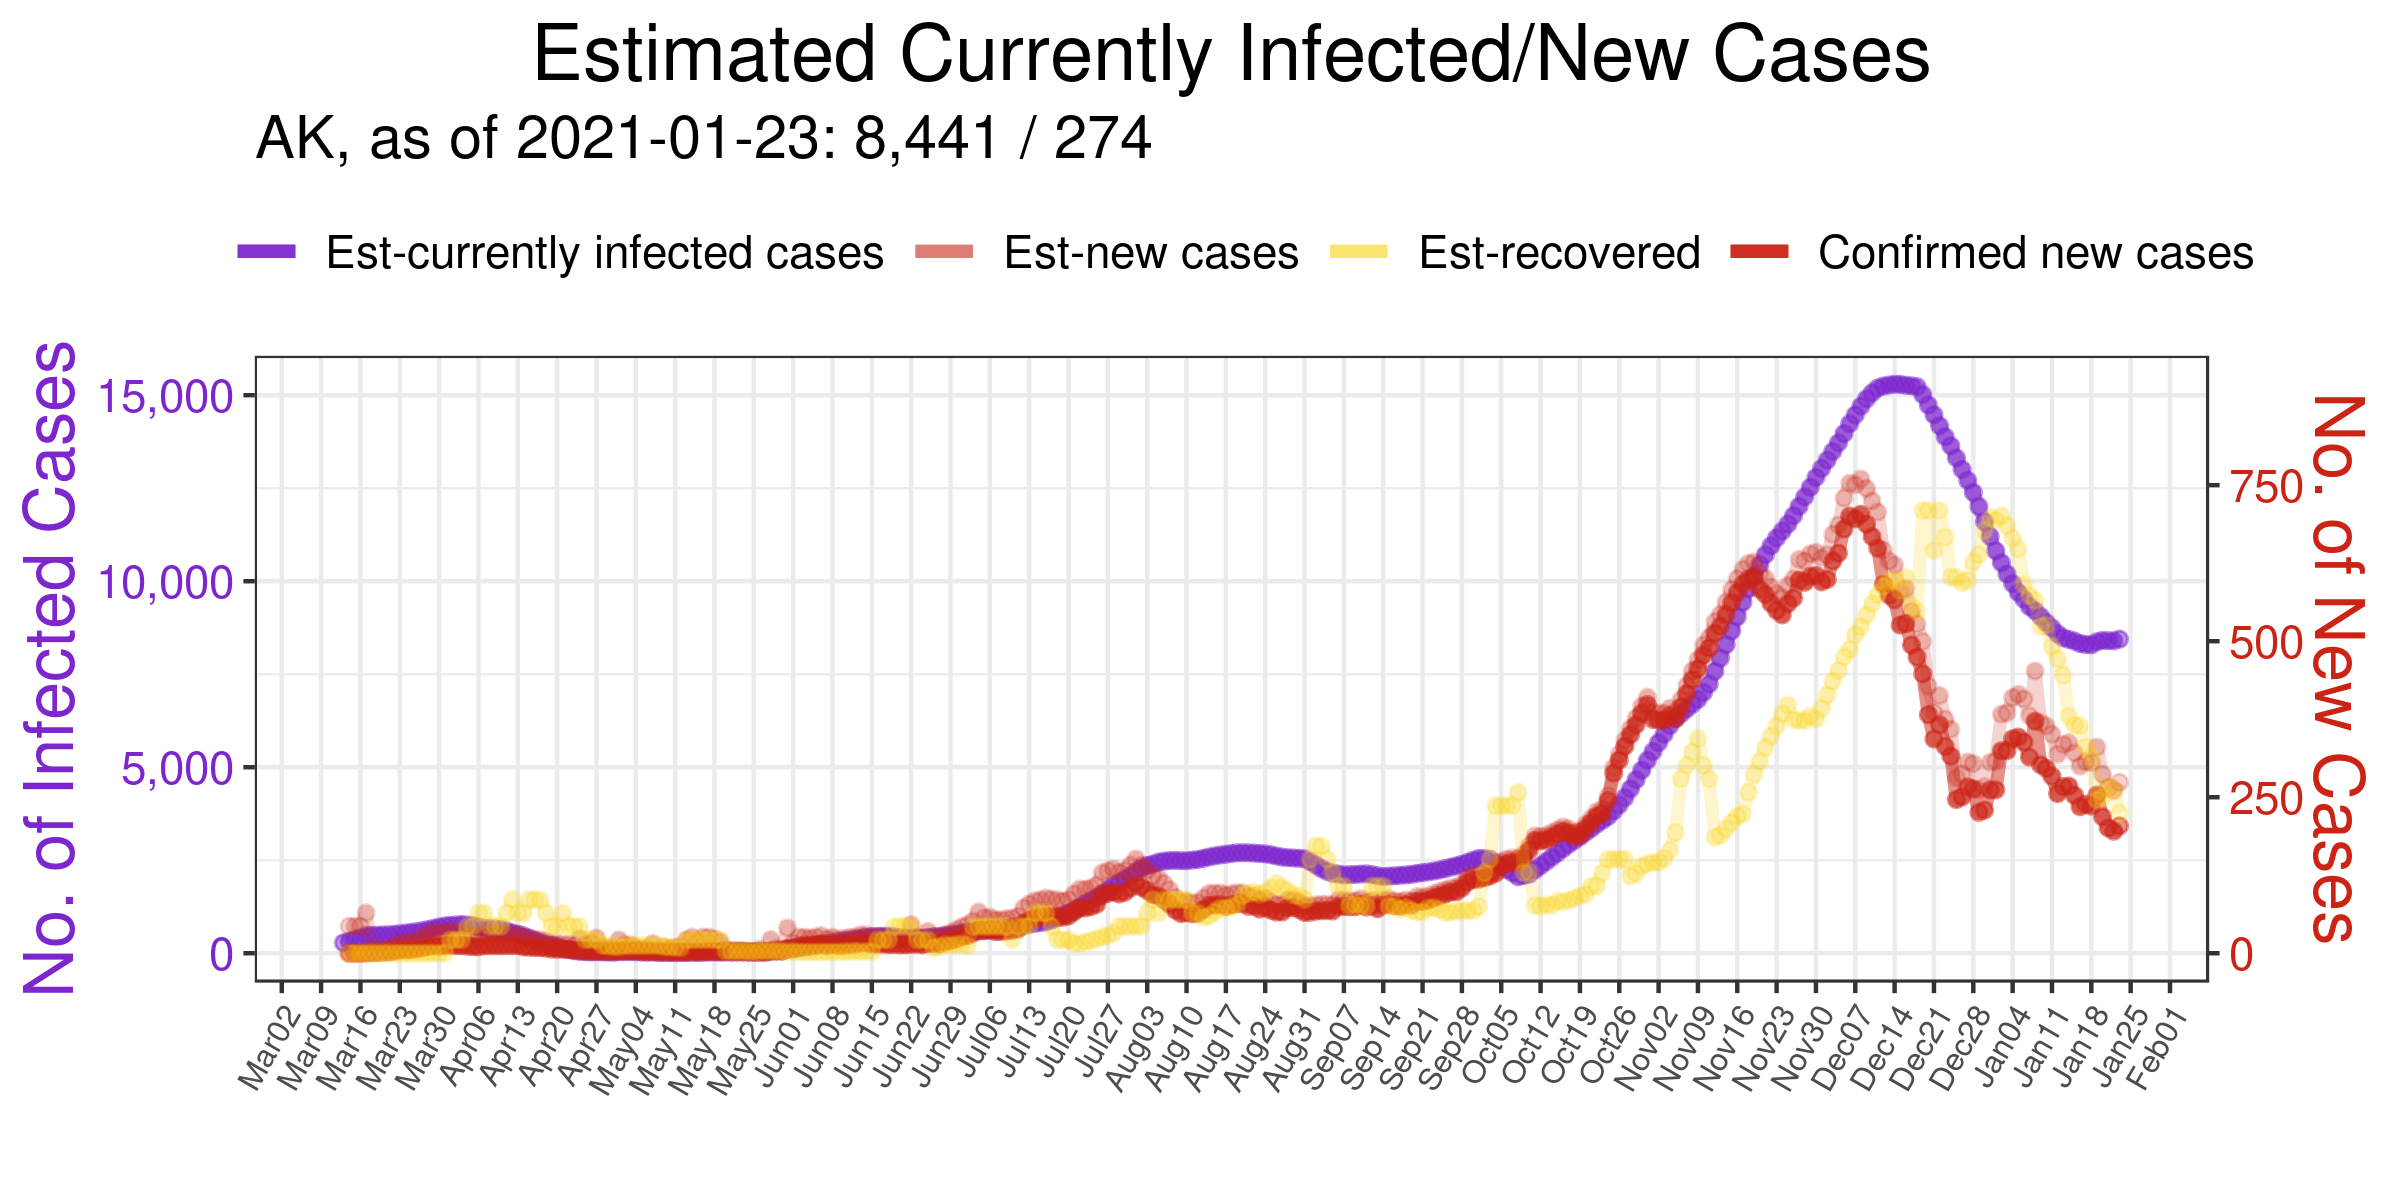 Estimated Currently Infected/New Cases
AK, as of 2021-01-23: 8,441 / 274
Est-currently infected cases Est-new cases Est-recovered Confirmed new cases
No. of Infected Cases
15,000
10,000
5,000
0
No. of New Cases
750
500
250
0
Mar02 Mar09 Mar16 Mar23 Mar30 Apr06 Apr13 Apr20 Apr27 May04 May11 May18 May25 Jun01 Jun08 Jun15 Jun22 Jun29 Jul06 Jul13 Jul20 Jul27 Aug03 Aug10 Aug17 Aug24 Aug31 Sep07 Sep14 Sep21 Sep28 Oct05 Oct12 Oct19 Oct26 Nov02 Nov09 Nov16 Nov23 Nov30 Dec07 Dec14 Dec21 Dec28 Jan04 Jan11 Jan18 Jan25 Feb01